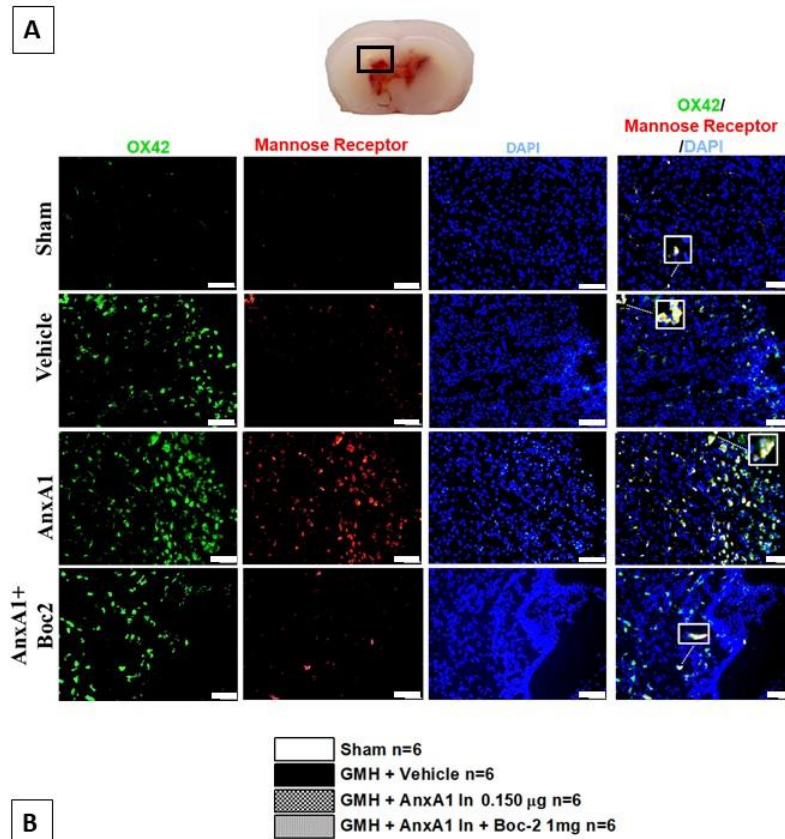 A
OX42
Mannose Receptor
DAPI
OX42/
Mannose Receptor
/DAPI
Sham
Vehicle
AnxA1
AnxA1+
Boc2
Sham n=6
GMH + Vehicle n=6
GMH + AnxA1 In 0.150 μg n=6
GMH + AnxA1 In + Boc-2 1mg n=6
B